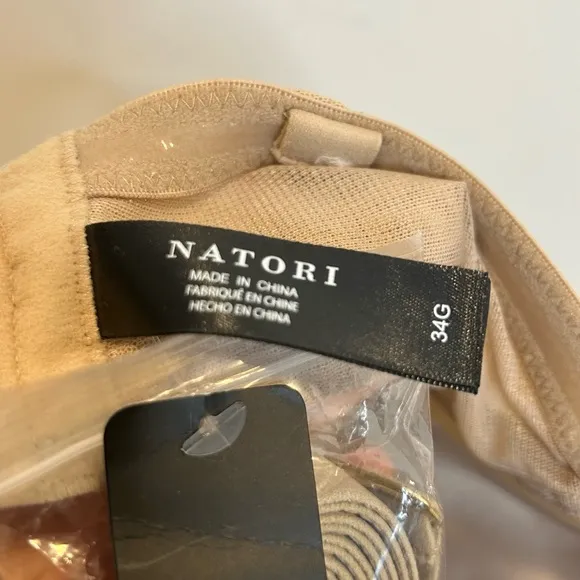 NATORI
MADE IN CHINA
FABRIQUÉ EN CHINE
HECHO EN CHINA
34G